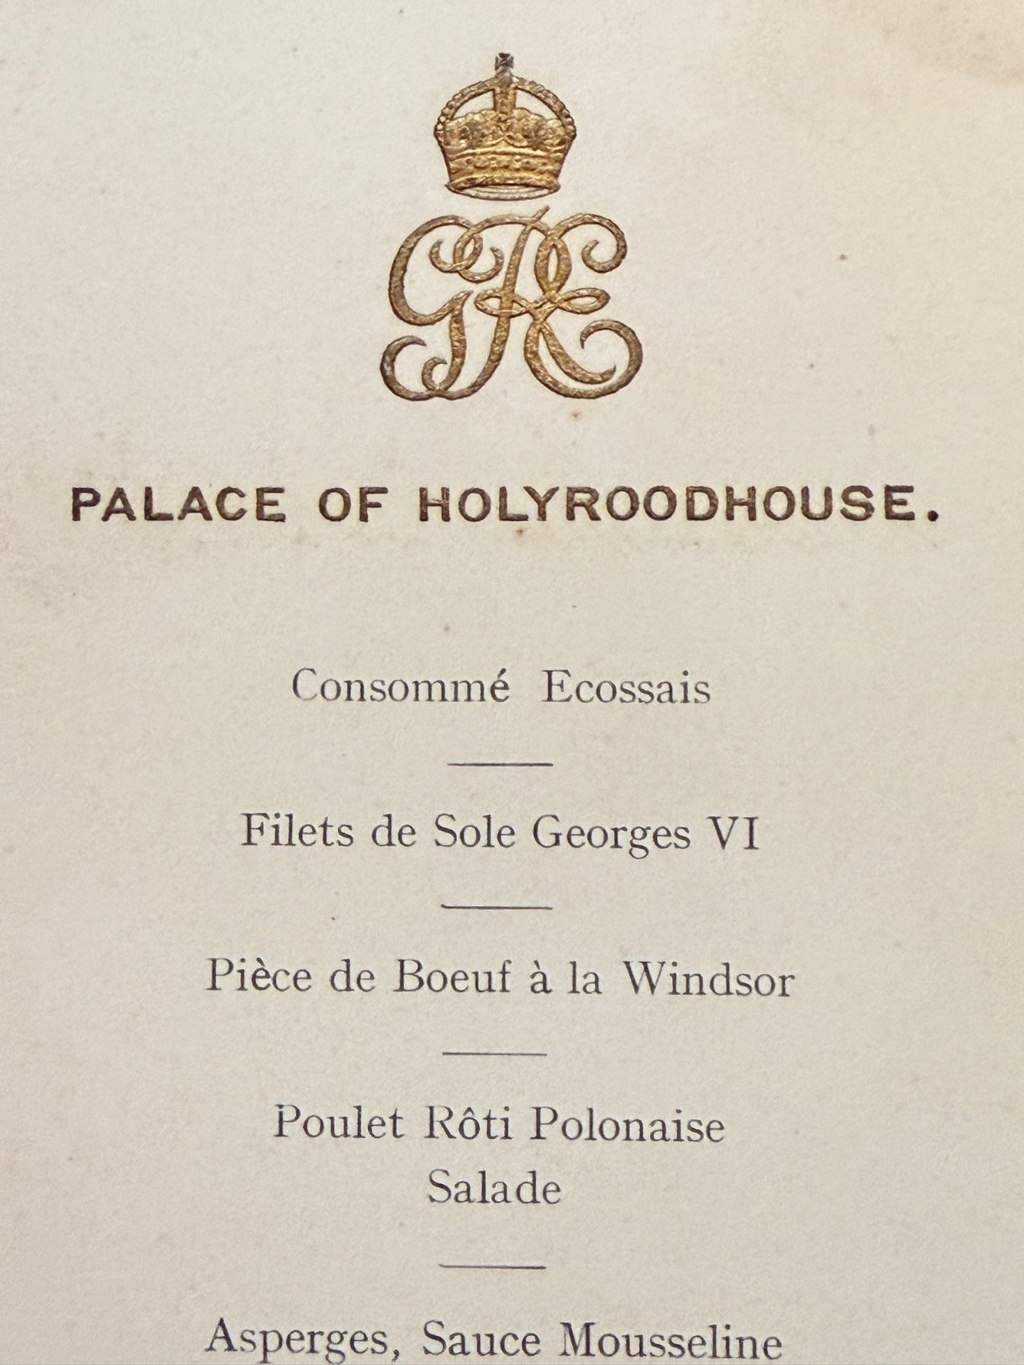 GRE
PALACE OF HOLYROODHOUSE.
Consommé Ecossais
Filets de Sole Georges VI
Pièce de Boeuf à la Windsor
Poulet Rôti Polonaise
Salade
Asperges, Sauce Mousseline